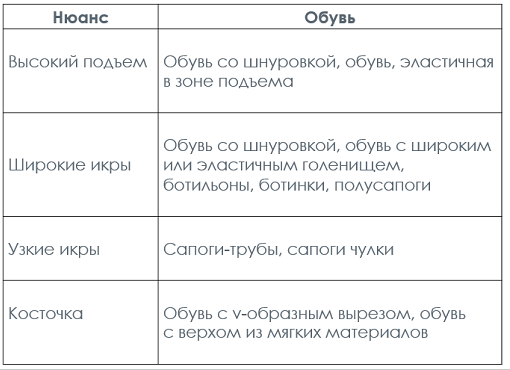 Нюанс Обувь
Высокий подъем Обувь со шнуровкой, обувь, эластичная
в зоне подъема
Обувь со шнуровкой, обувь с широким
Широкие икры или эластичным голенищем,
ботильоны, ботинки, полусапоги
Узкие икры Сапоги-трубы, сапоги чулки
Косточка Обувь с v-образным вырезом, обувь
с верхом из мягких материалов